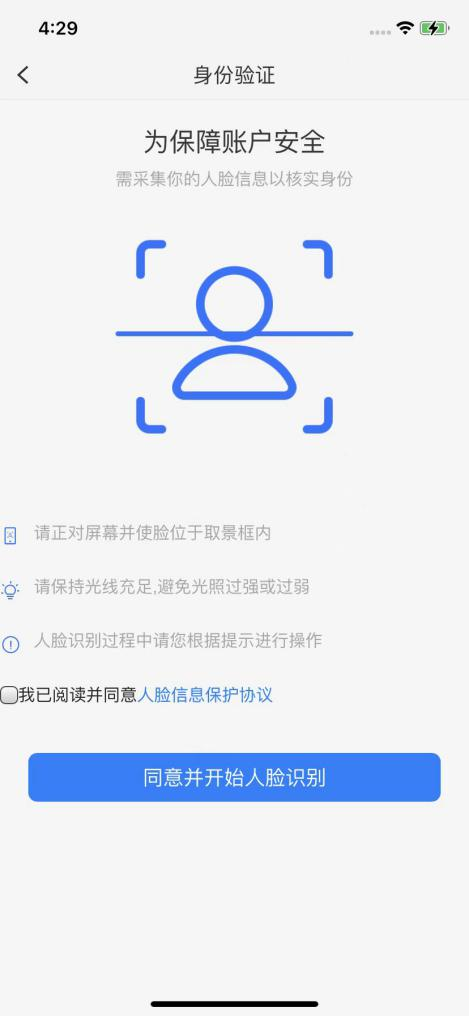 4:29
身份验证
为保障账户安全
需采集你的人脸信息以核实身份
请正对屏幕并使脸位于取景框内
请保持光线充足,避免光照过强或过弱
人脸识别过程中请您根据提示进行操作
我已阅读并同意人脸信息保护协议
同意并开始人脸识别